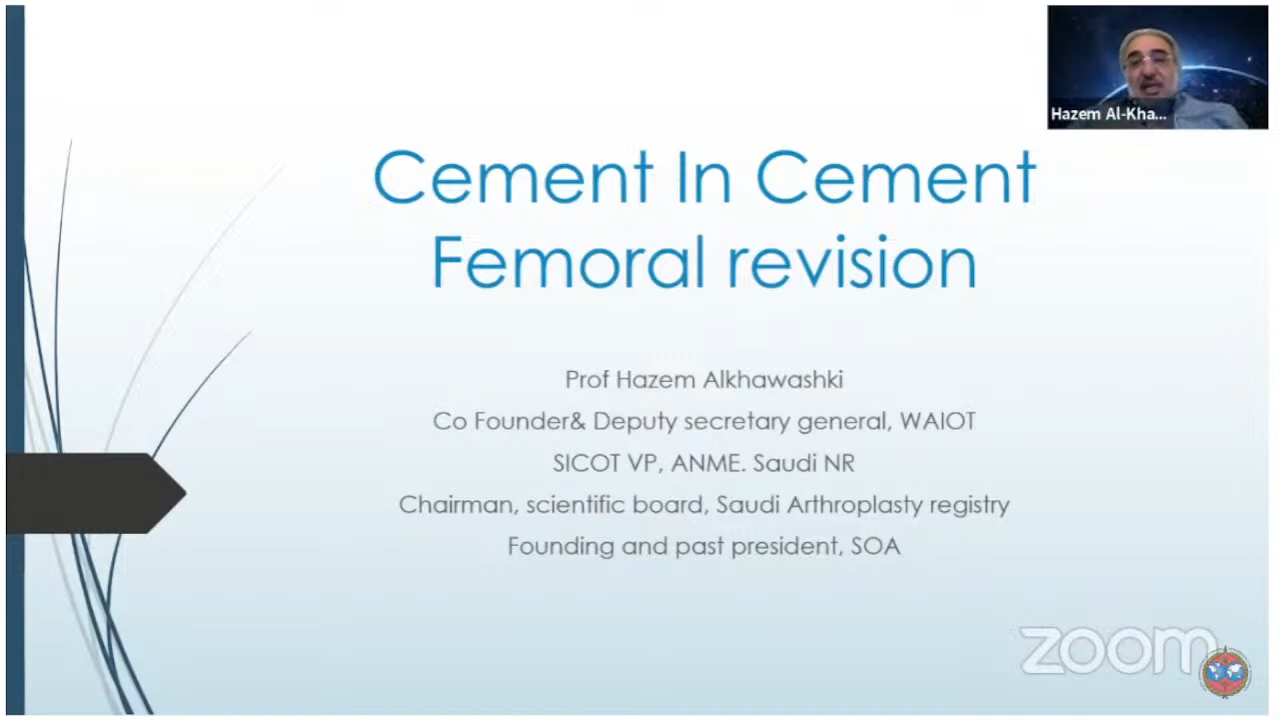 Hazem Al-Kha...
Cement In Cement
Femoral revision
Prof Hazem Alkhawashki
Co Founder& Deputy secretary general, WAIOT
SICOT VP, ANME. Saudi NR
Chairman, scientific board, Saudi Arthroplasty registry
Founding and past president, SOA
zoom